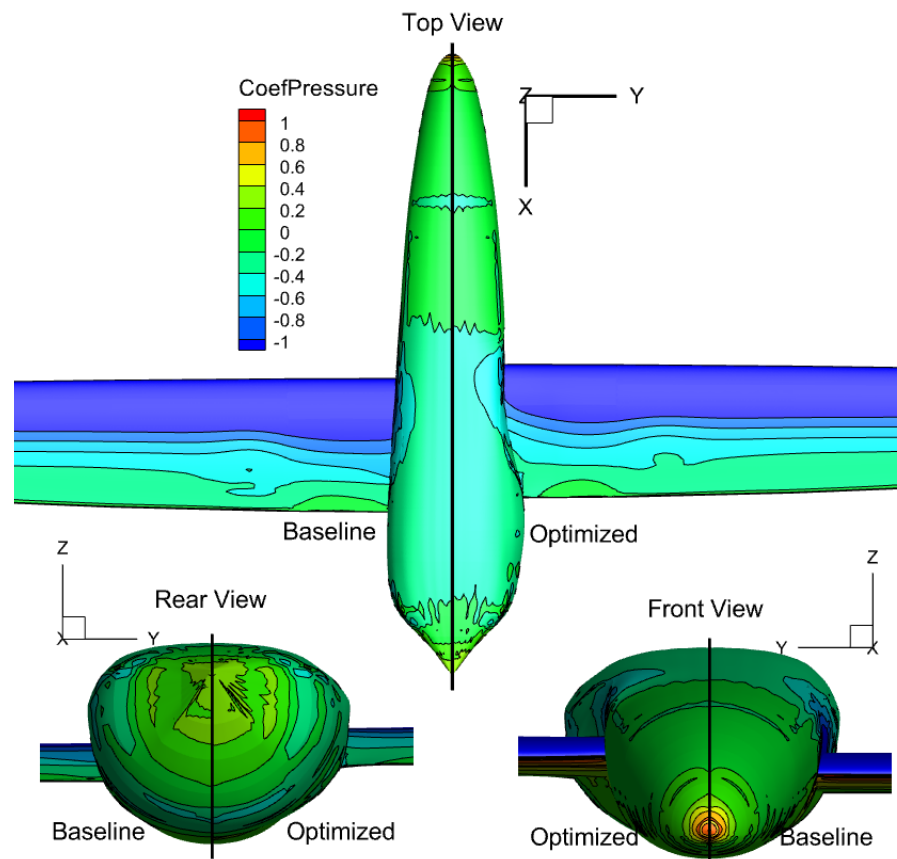 Top View
CoefPressure
1
0.8
0.6
0.4
0.2
0
-0.2
-0.4
-0.6
-0.8
-1
Z
Y
X
Baseline
Optimized
Z
X
Y
Rear View
Front View
Z
Y
X
Baseline
Optimized
Optimized
Baseline